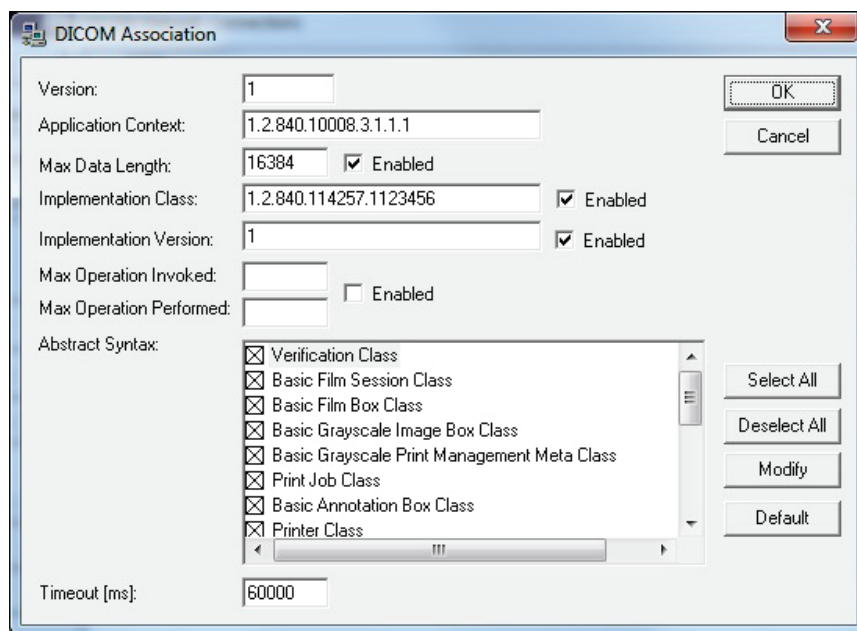 DICOM Association
Version: 1
OK
Application Context: 1.2.840.10008.3.1.1.1
Cancel
Max Data Length: 16384 Enabled
Implementation Class: 1.2.840.114257.1123456 Enabled
Implementation Version: 1 Enabled
Max Operation Invoked:
Enabled
Max Operation Performed:
Abstract Syntax:
Verification Class
Basic Film Session Class
Basic Film Box Class
Basic Grayscale Image Box Class
Basic Grayscale Print Management Meta Class
Print Job Class
Basic Annotation Box Class
Printer Class
Select All
Deselect All
Modify
Default
Timeout [ms]: 60000